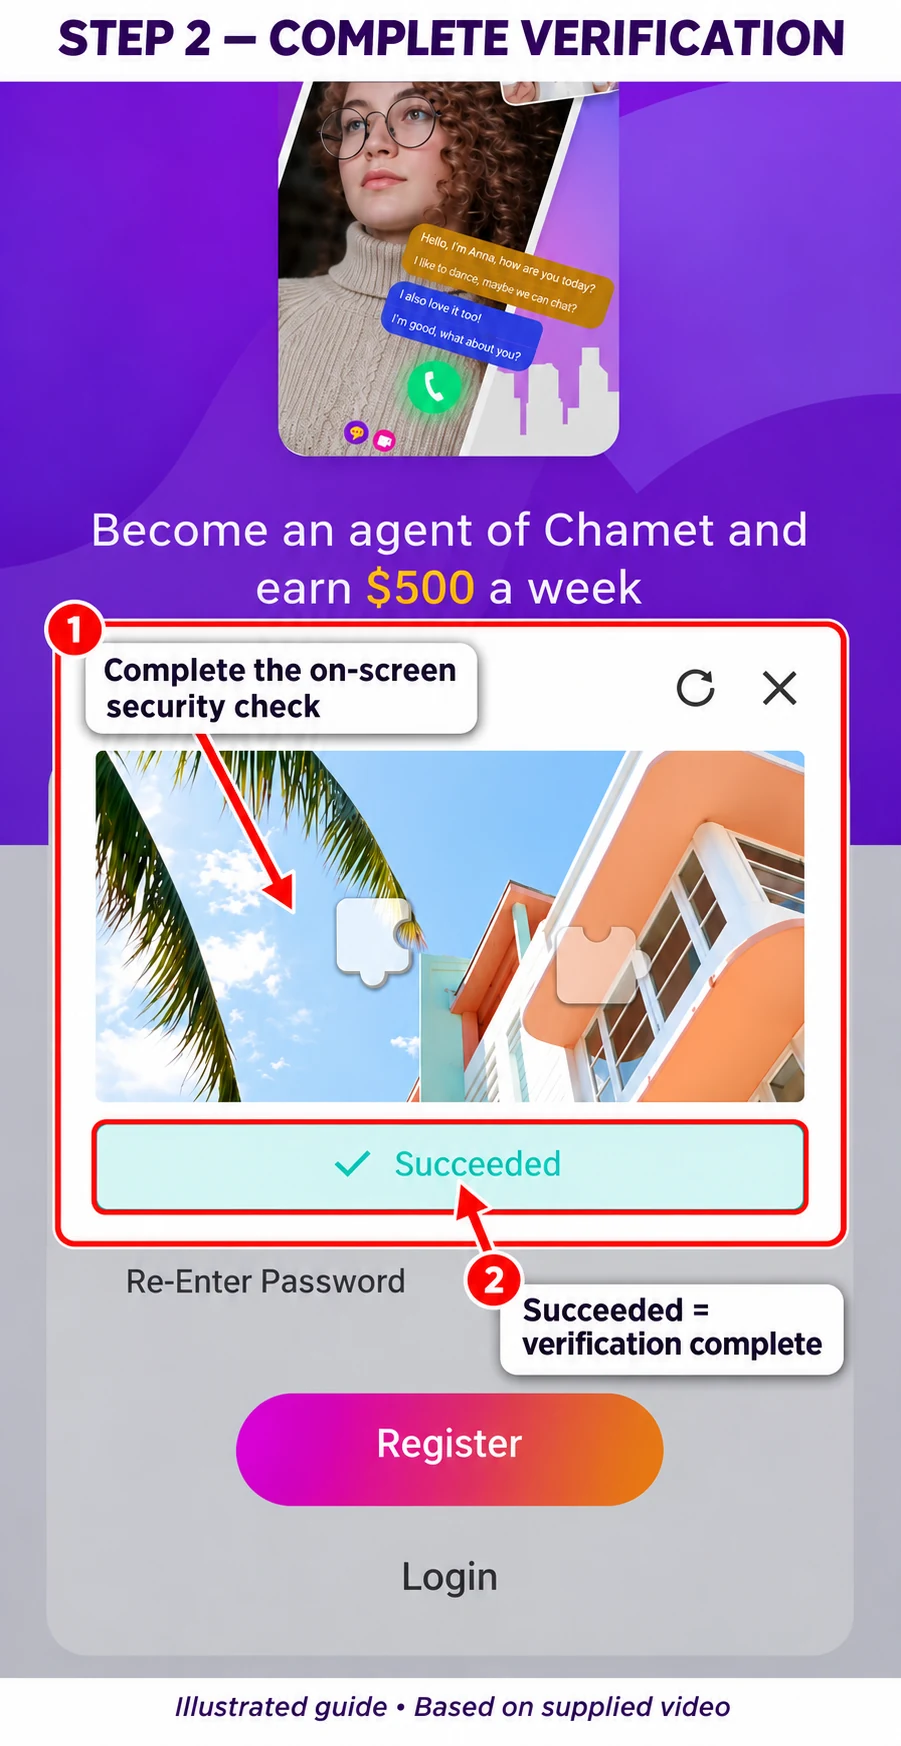 STEP 2 – COMPLETE VERIFICATION
Hello, I'm Anna, how are you today?
I like to dance, maybe we can chat?
I also love it too!
I'm good, what about you?
Become an agent of Chamet and
earn $500 a week
1
Complete the on-screen
security check
Succeeded
Re-Enter Password
2
Succeeded =
verification complete
Register
Login
Illustrated guide • Based on supplied video